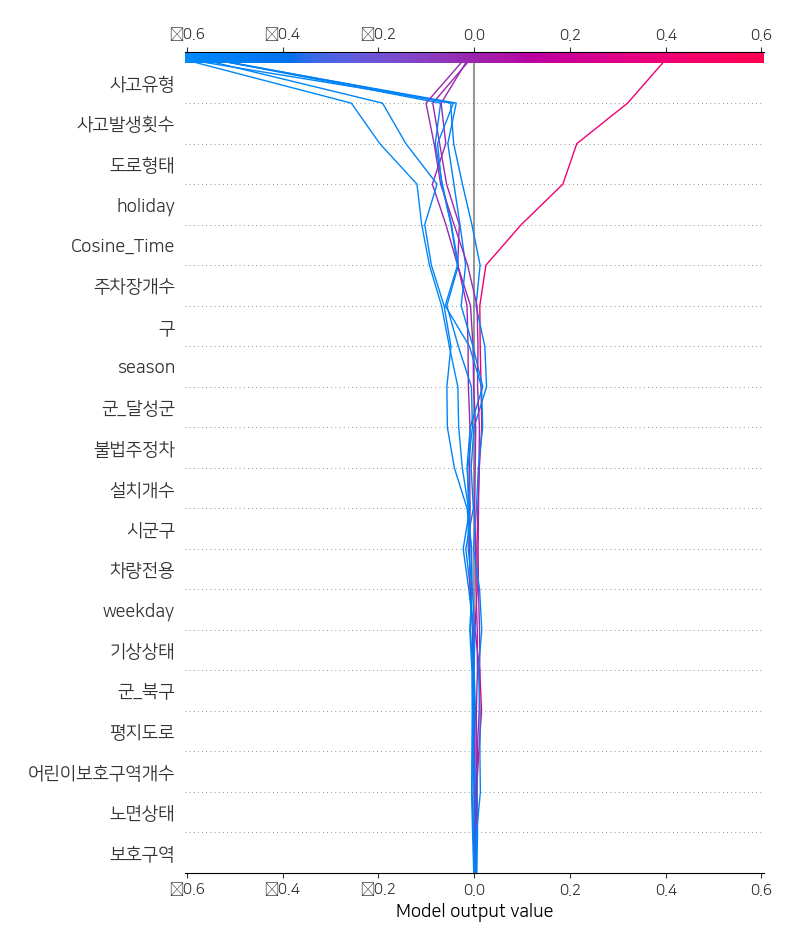 ☒0.6 ☒0.4 ☒0.2 0.0 0.2 0.4 0.6
사고유형
사고발생횟수
도로형태
holiday
Cosine_Time
주차장개수
구
season
군_달성군
불법주정차
설치개수
시군구
차량전용
weekday
기상상태
군_북구
평지도로
어린이보호구역개수
노면상태
보호구역
☒0.6 ☒0.4 ☒0.2 0.0 0.2 0.4 0.6
Model output value